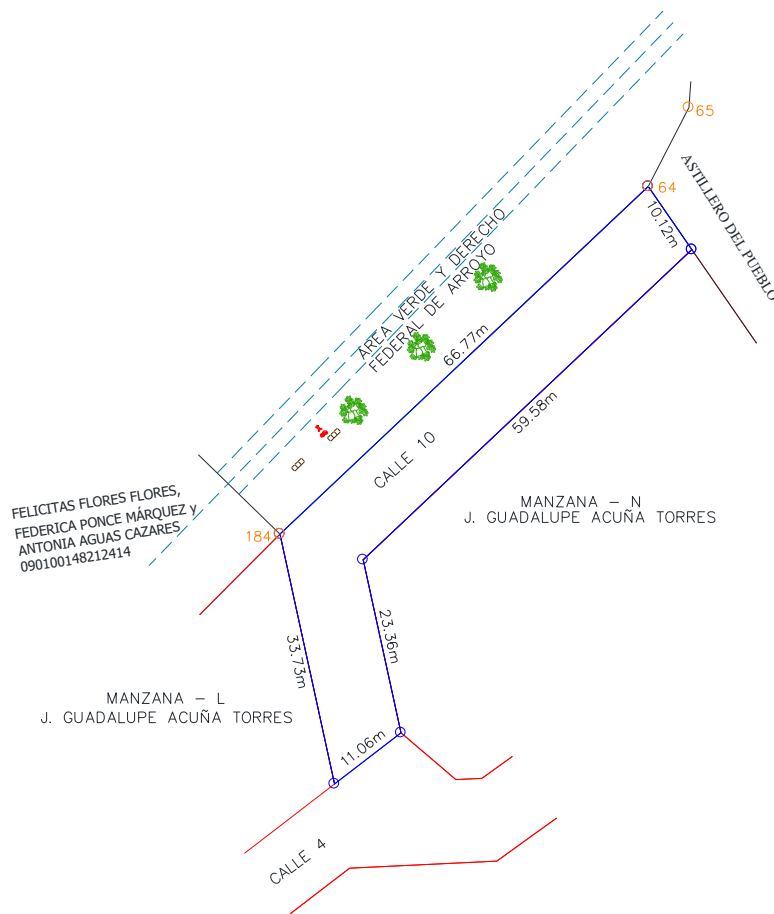 65
64
ASTILLERO DEL PUEBLO
10.12m
ÁREA VERDE Y DERECHO
FEDERAL DE ARROYO
66.77m
59.58m
CALLE 10
FELICITAS FLORES FLORES,
FEDERICA PONCE MÁRQUEZ y
ANTONIA AGUAS CAZARES
090100148212414
MANZANA – N
J. GUADALUPE ACUÑA TORRES
184
23.36m
33.73m
MANZANA – L
J. GUADALUPE ACUÑA TORRES
11.06m
CALLE 4